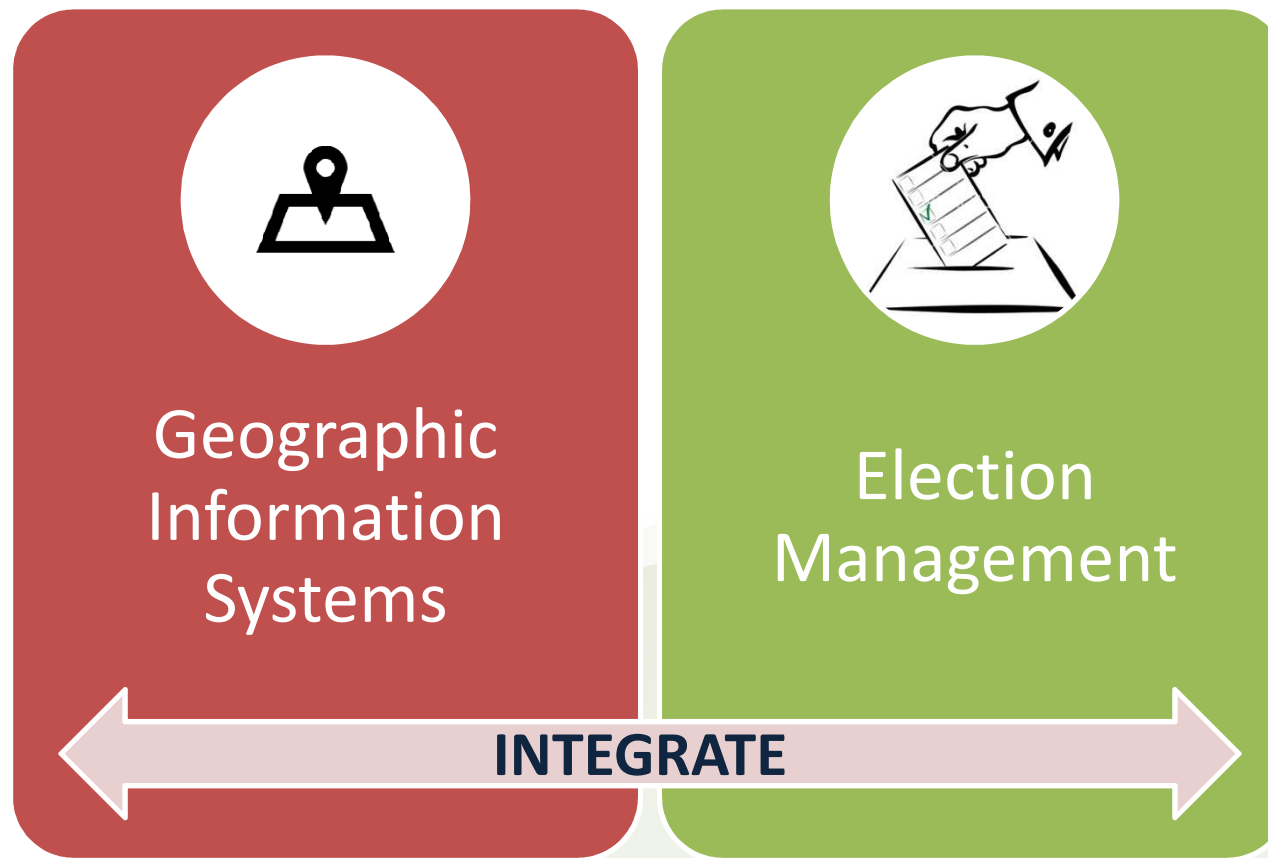 Geographic
Information
Systems
Election
Management
INTEGRATE